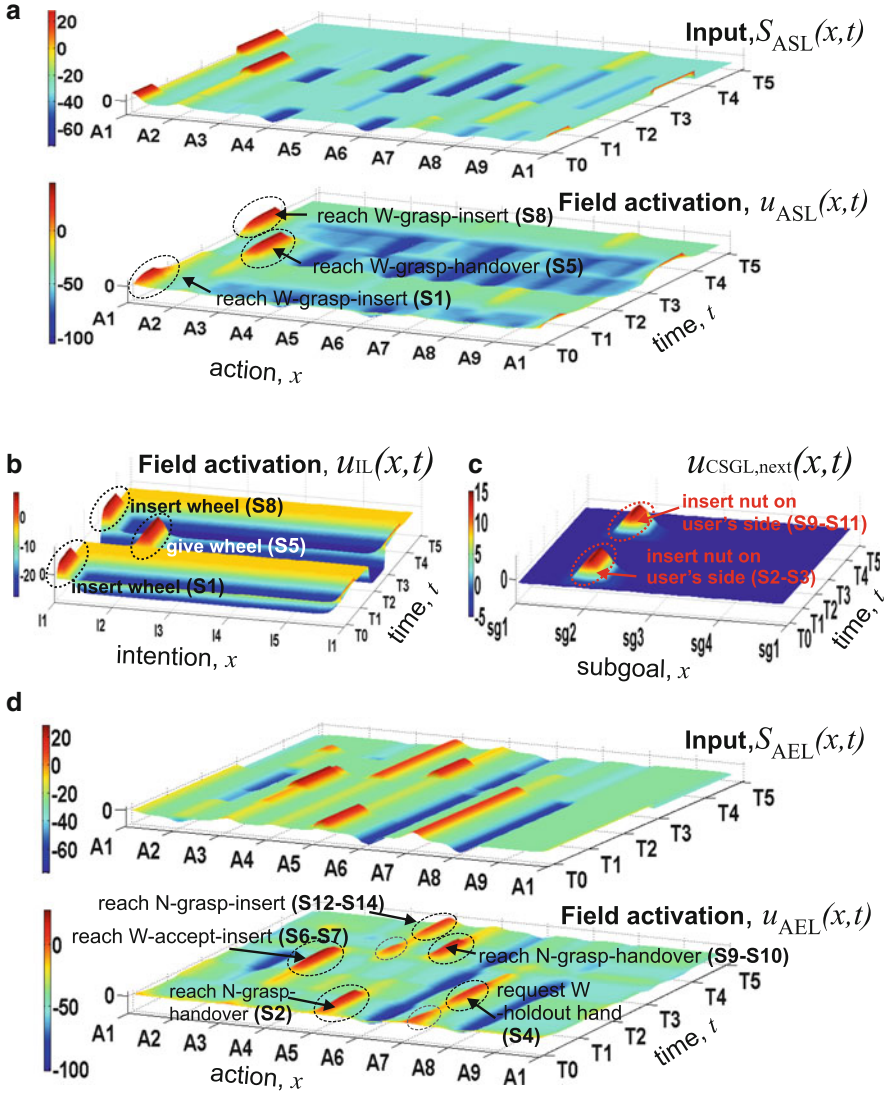 a
Input, S_ASL(x,t)
20
0
-20
-40
-60
0
A1
A2
A3
A4
A5
A6
A7
A8
A9
A1
T0
T1
T2
T3
T4
T5
Field activation, u_ASL(x,t)
0
-50
-100
0
reach W-grasp-insert (S8)
reach W-grasp-handover (S5)
reach W-grasp-insert (S1)
A1
A2
A3
A4
A5
A6
A7
A8
A9
A1
T0
T1
T2
T3
T4
T5
action, x
time, t
b
Field activation, u_IL(x,t)
0
-10
-20
0
insert wheel (S8)
give wheel (S5)
insert wheel (S1)
I1
I2
I3
I4
I5
I1
T0
T1
T2
T3
T4
T5
intention, x
time, t
c
u_CSGL,next(x,t)
15
10
5
0
-5
0
insert nut on
user's side (S9-S11)
insert nut on
user's side (S2-S3)
sg1
sg2
sg3
sg4
sg1
T0
T1
T2
T3
T4
T5
subgoal, x
time, t
d
Input, S_AEL(x,t)
20
0
-20
-40
-60
0
A1
A2
A3
A4
A5
A6
A7
A8
A9
A1
T0
T1
T2
T3
T4
T5
Field activation, u_AEL(x,t)
0
-50
-100
0
reach N-grasp-insert (S12-S14)
reach W-accept-insert (S6-S7)
reach N-grasp-handover (S9-S10)
reach N-grasp-
handover (S2)
request W
-holdout hand
(S4)
A1
A2
A3
A4
A5
A6
A7
A8
A9
A1
T0
T1
T2
T3
T4
T5
action, x
time, t